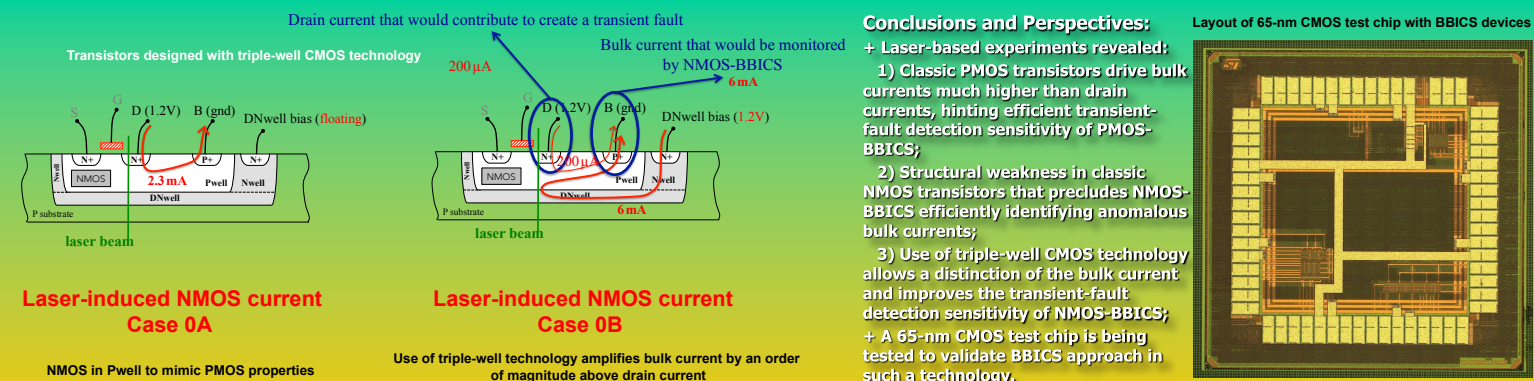 Drain current that would contribute to create a transient fault
Transistors designed with triple-well CMOS technology
Bulk current that would be monitored
by NMOS-BBICS
200 µA
6 mA
S
G
D (1.2V)
B (gnd)
DNwell bias (floating)
N+
N+
P+
N+
Nwell
NMOS
2.3 mA
Pwell
Nwell
DNwell
P substrate
laser beam
Laser-induced NMOS current
Case 0A
NMOS in Pwell to mimic PMOS properties
S
G
D (1.2V)
B (gnd)
DNwell bias (1.2V)
N+
N+
200 µA
P+
N+
Nwell
NMOS
Pwell
Nwell
DNwell
6 mA
P substrate
laser beam
Laser-induced NMOS current
Case 0B
Use of triple-well technology amplifies bulk current by an order
of magnitude above drain current
Conclusions and Perspectives:
+ Laser-based experiments revealed:
1) Classic PMOS transistors drive bulk
currents much higher than drain
currents, hinting efficient transient-
fault detection sensitivity of PMOS-
BBICS;
2) Structural weakness in classic
NMOS transistors that precludes NMOS-
BBICS efficiently identifying anomalous
bulk currents;
3) Use of triple-well CMOS technology
allows a distinction of the bulk current
and improves the transient-fault
detection sensitivity of NMOS-BBICS;
+ A 65-nm CMOS test chip is being
tested to validate BBICS approach in
such a technology.
Layout of 65-nm CMOS test chip with BBICS devices
ST